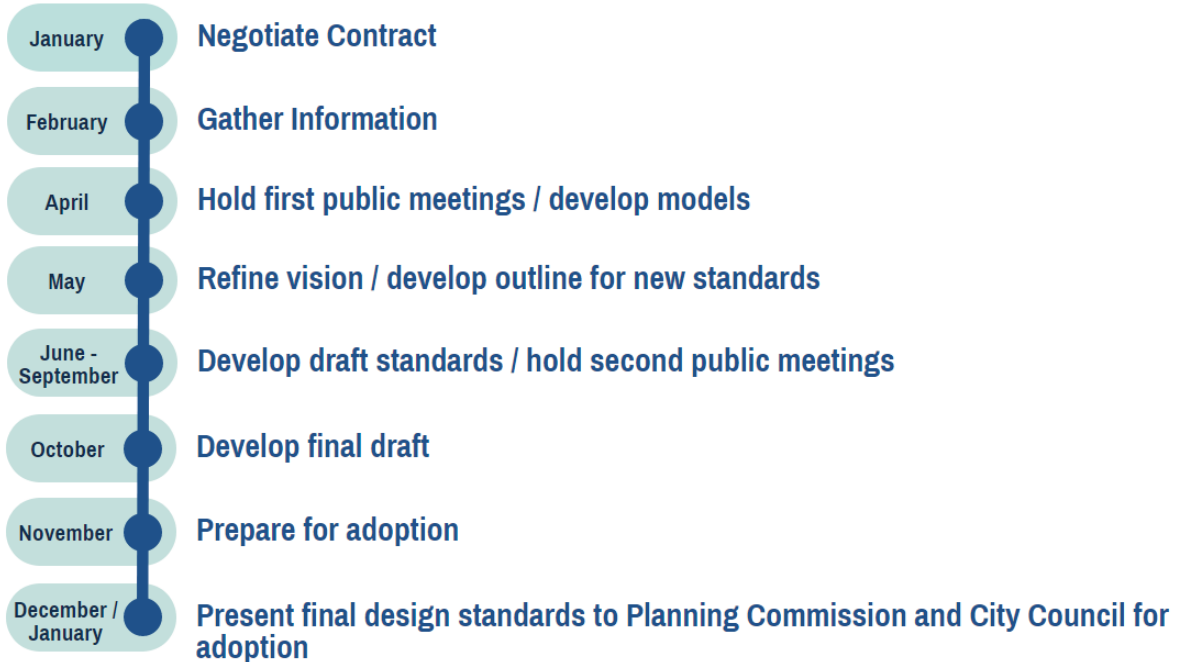 January
Negotiate Contract
February
Gather Information
April
Hold first public meetings / develop models
May
Refine vision / develop outline for new standards
June -
September
Develop draft standards / hold second public meetings
October
Develop final draft
November
Prepare for adoption
December /
January
Present final design standards to Planning Commission and City Council for
adoption